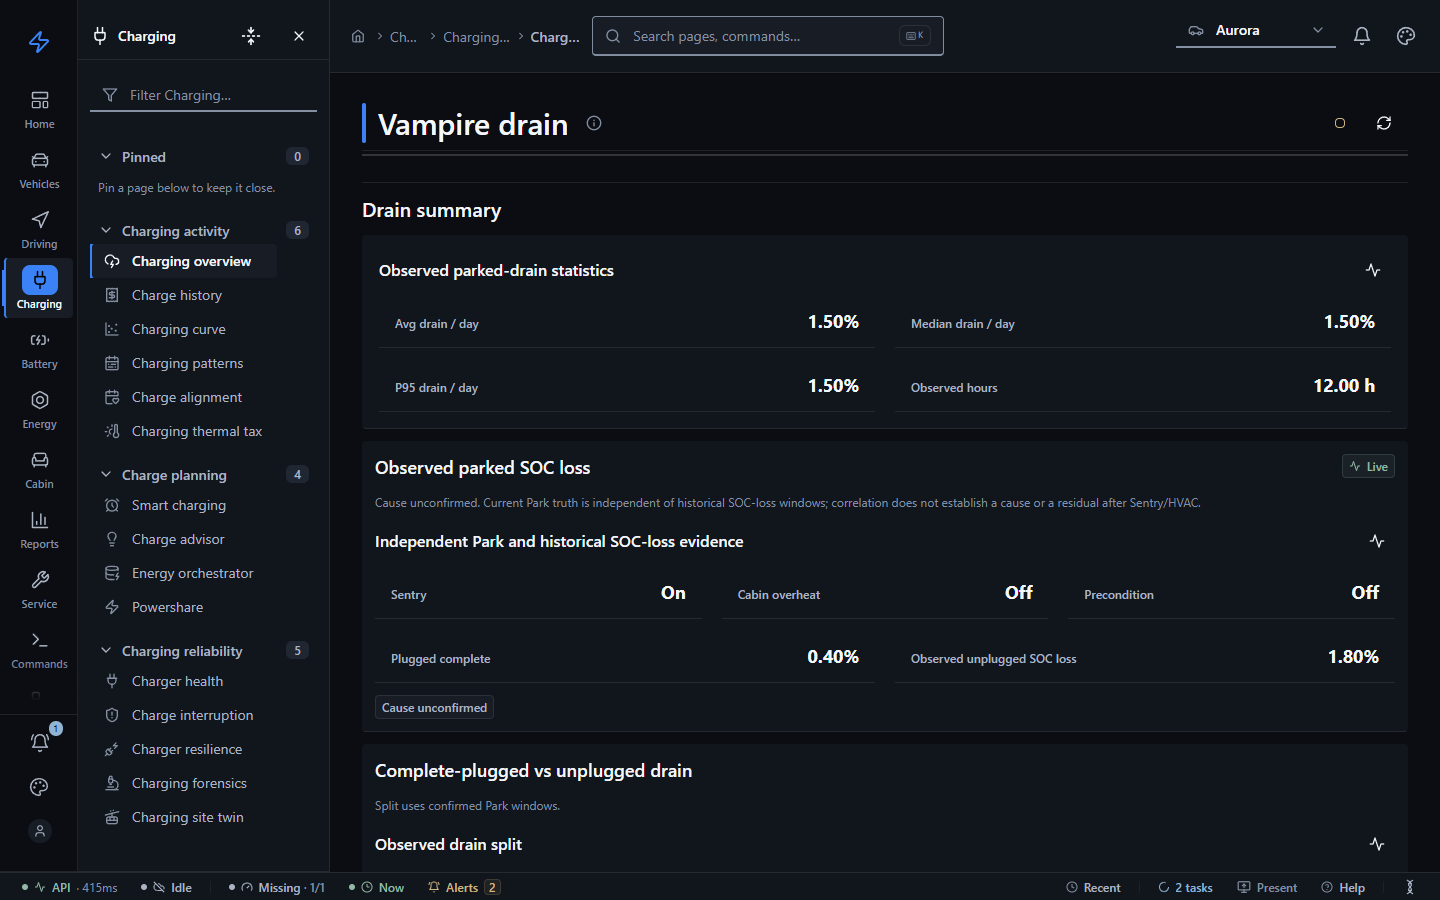 Charging
Ch...
Charging...
Charg...
Search pages, commands...
K
Aurora
Home
Vehicles
Driving
Charging
Battery
Energy
Cabin
Reports
Service
Commands
1
Filter Charging...
Pinned
0
Pin a page below to keep it close.
Charging activity
6
Charging overview
Charge history
Charging curve
Charging patterns
Charge alignment
Charging thermal tax
Charge planning
4
Smart charging
Charge advisor
Energy orchestrator
Powershare
Charging reliability
5
Charger health
Charge interruption
Charger resilience
Charging forensics
Charging site twin
Vampire drain
Drain summary
Observed parked-drain statistics
Avg drain / day
1.50%
Median drain / day
1.50%
P95 drain / day
1.50%
Observed hours
12.00 h
Observed parked SOC loss
Live
Cause unconfirmed. Current Park truth is independent of historical SOC-loss windows; correlation does not establish a cause or a residual after Sentry/HVAC.
Independent Park and historical SOC-loss evidence
Sentry
On
Cabin overheat
Off
Precondition
Off
Plugged complete
0.40%
Observed unplugged SOC loss
1.80%
Cause unconfirmed
Complete-plugged vs unplugged drain
Split uses confirmed Park windows.
Observed drain split
API · 415ms
Idle
Missing · 1/1
Now
Alerts 2
Recent
2 tasks
Present
Help